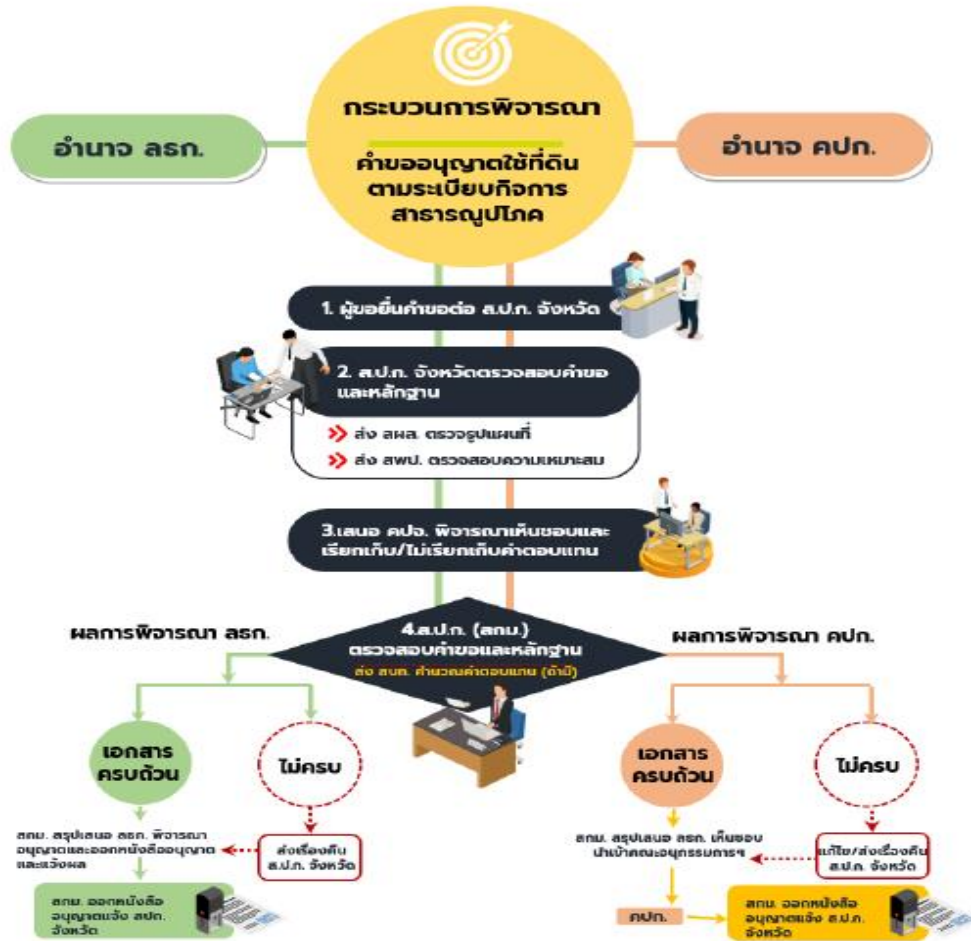 กระบวนการพิจารณา
อำนาจ ลธก.
อำนาจ คปก.
คำขออนุญาตใช้ที่ดิน
ตามระเบียบกิจการ
สาธารณูปโภค
1. ผู้ขอยื่นคำขอต่อ ส.ป.ก. จังหวัด
2. ส.ป.ก. จังหวัดตรวจสอบคำขอ
และหลักฐาน
ส่ง สผส. ตรวจรูปแผนที่
ส่ง สพป. ตรวจสอบความเหมาะสม
3.เสนอ คปจ. พิจารณาเห็นชอบและ
เรียกเก็บ/ไม่เรียกเก็บค่าตอบแทน
ผลการพิจารณา ลธก.
4.ส.ป.ก. (สกม.)
ตรวจสอบคำขอและหลักฐาน
ส่ง สบท. คำนวณค่าตอบแทน (ถ้ามี)
ผลการพิจารณา คปก.
เอกสาร
ครบถ้วน
ไม่ครบ
เอกสาร
ครบถ้วน
ไม่ครบ
สกม. สรุปเสนอ ลธก. พิจารณา
อนุญาตและออกหนังสืออนุญาต
และแจ้งผล
ส่งเรื่องคืน
ส.ป.ก. จังหวัด
สกม. สรุปเสนอ ลธก. เห็นชอบ
นำเข้าคณะอนุกรรมการฯ
แก้ไข/ส่งเรื่องคืน
ส.ป.ก. จังหวัด
สกม. ออกหนังสือ
อนุญาตแจ้ง สปก.
จังหวัด
คปก.
สกม. ออกหนังสือ
อนุญาตแจ้ง ส.ป.ก.
จังหวัด